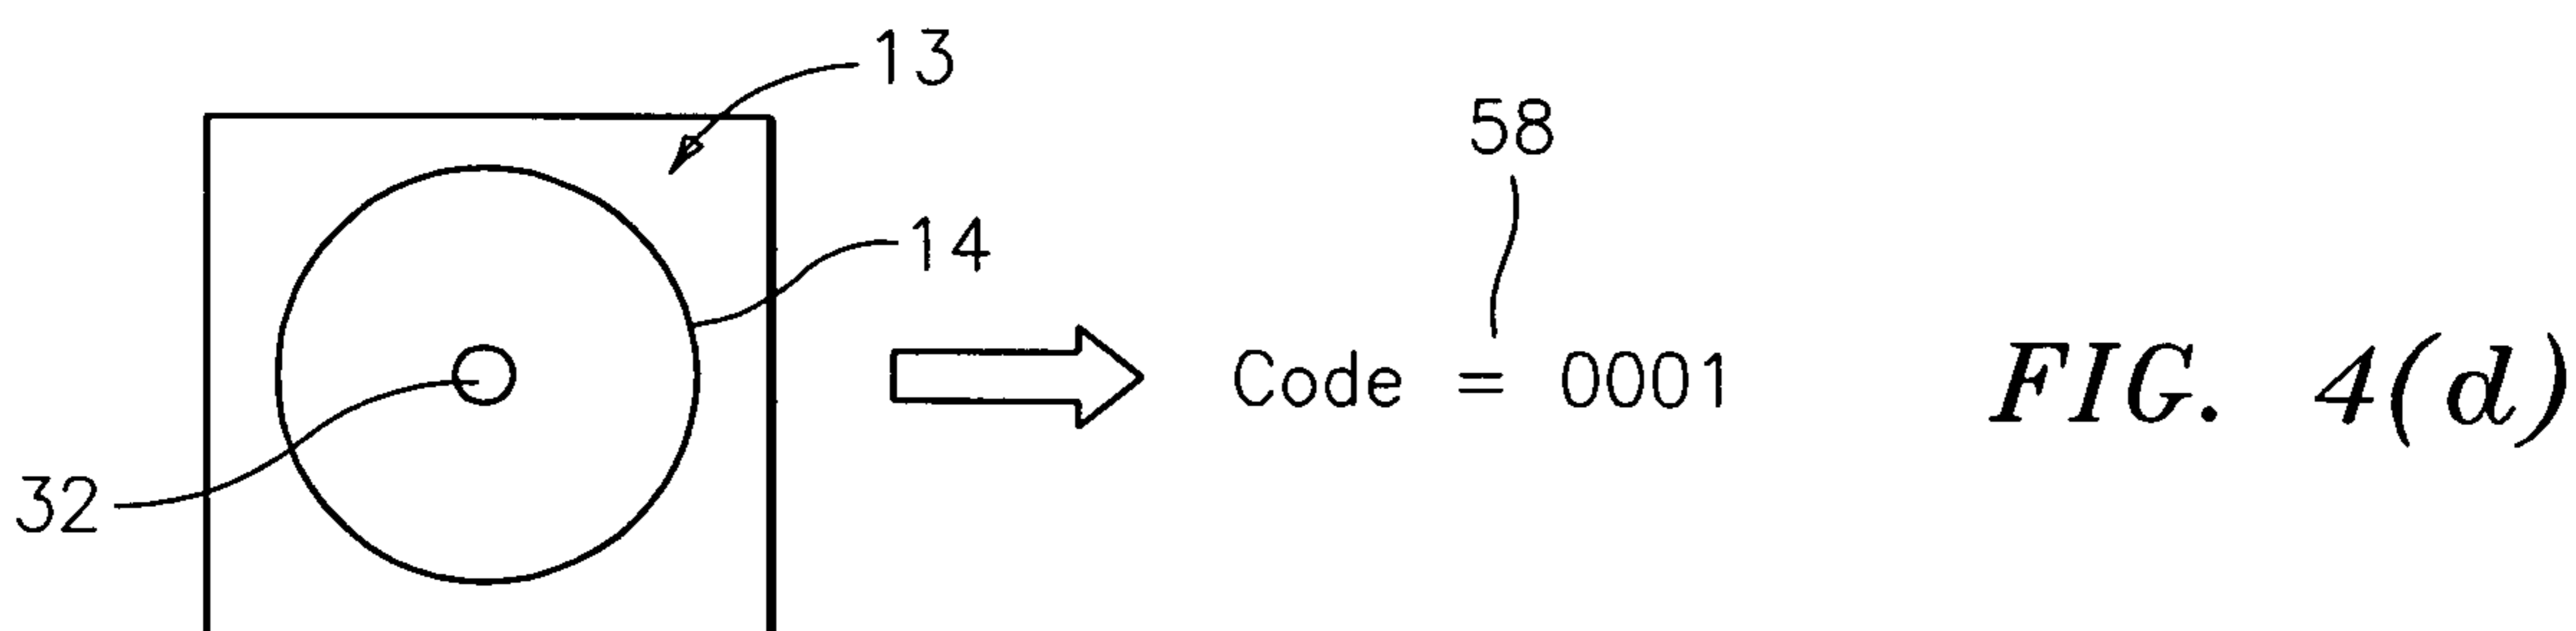 13
58
14
Code = 0001
FIG. 4(d)
32